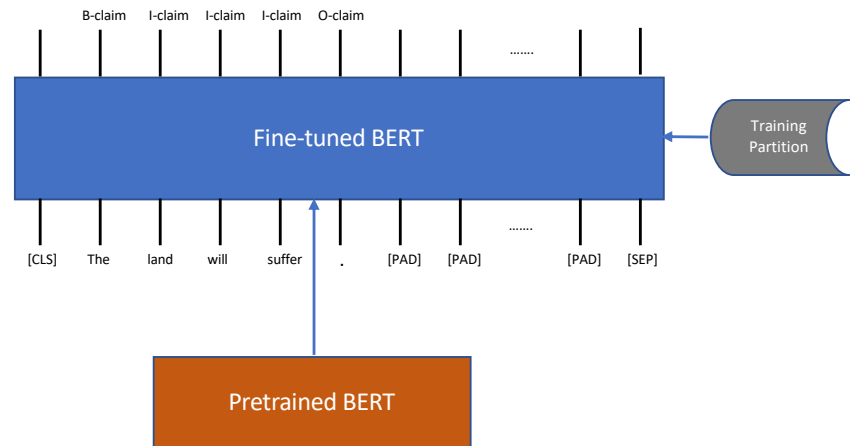 B-claim I-claim I-claim I-claim O-claim
.......
Fine-tuned BERT
Training
Partition
.......
[CLS] The land will suffer . [PAD] [PAD] [PAD] [SEP]
Pretrained BERT